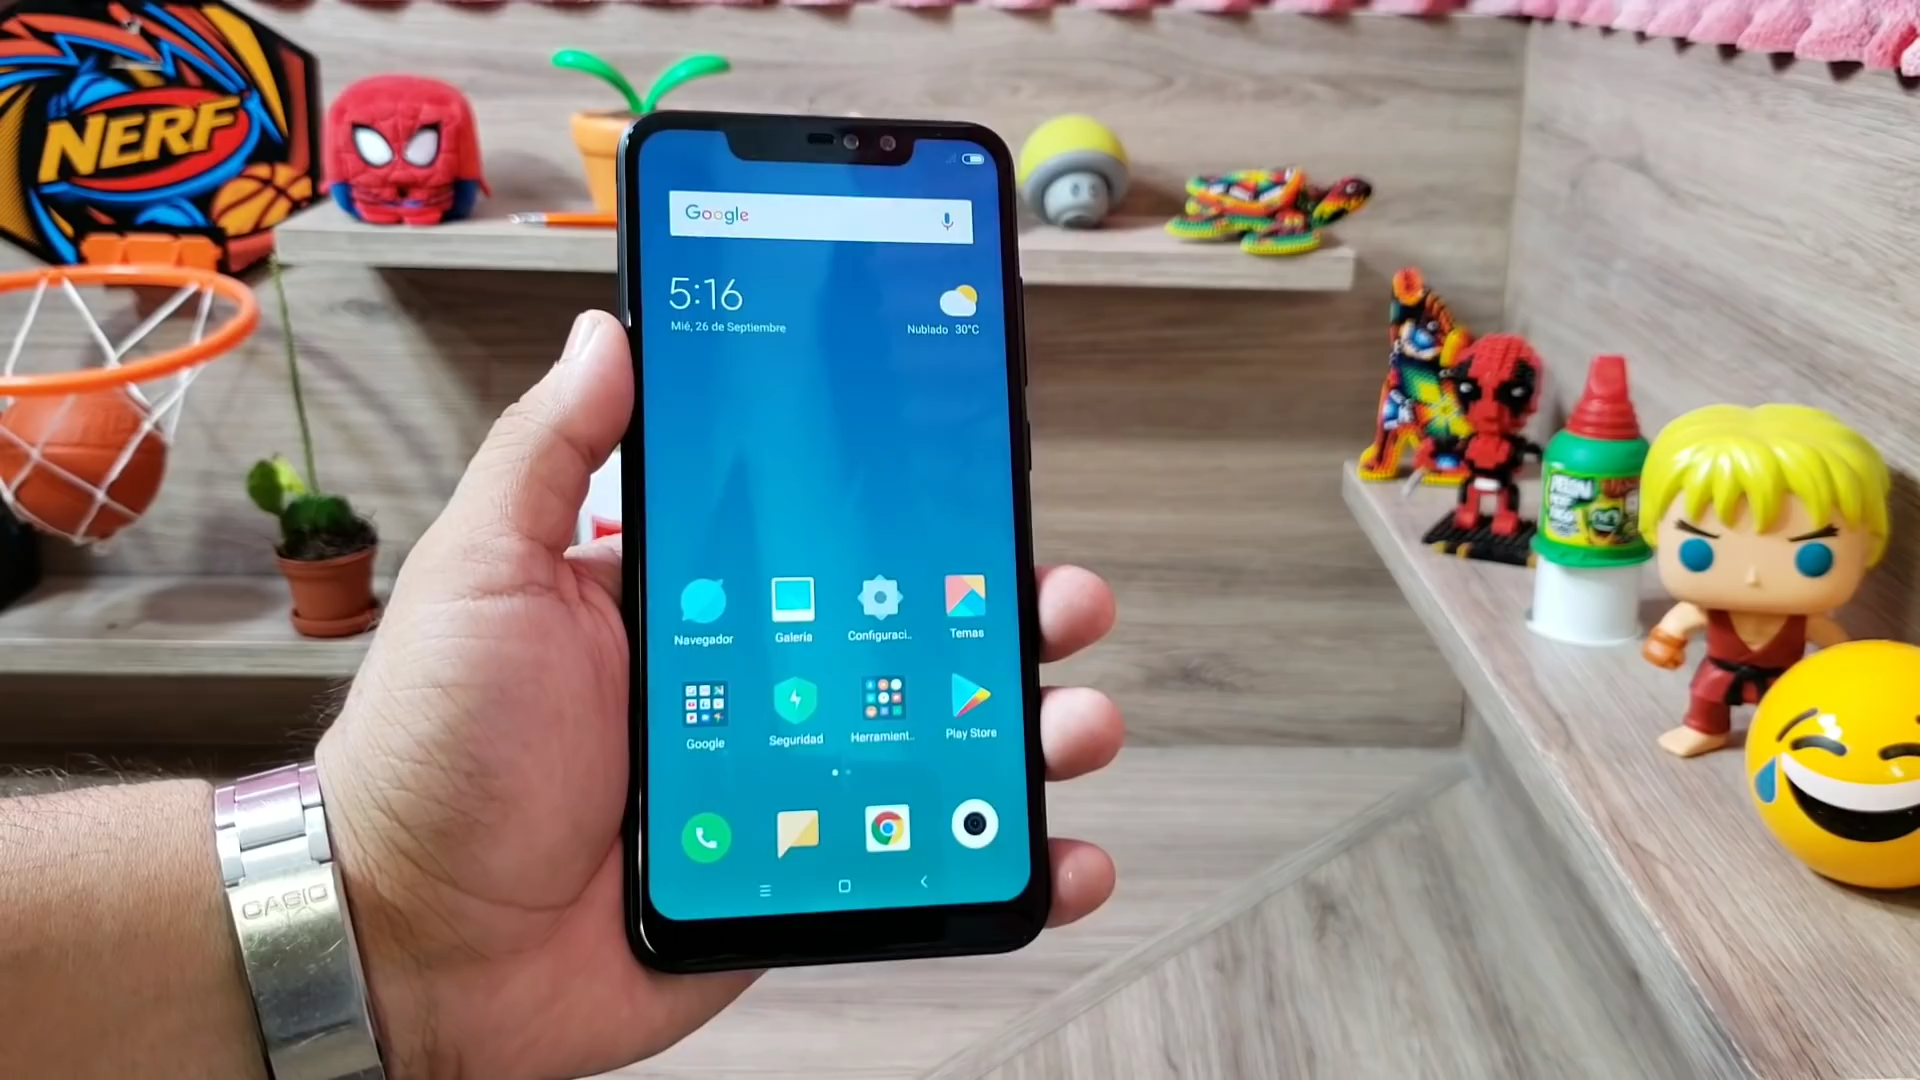 NERF
Google
5:16
Mié, 26 de Septiembre
Nublado 30°C
Navegador
Galería
Configuraci..
Temas
Google
Seguridad
Herramient..
Play Store
CASIO
PELON